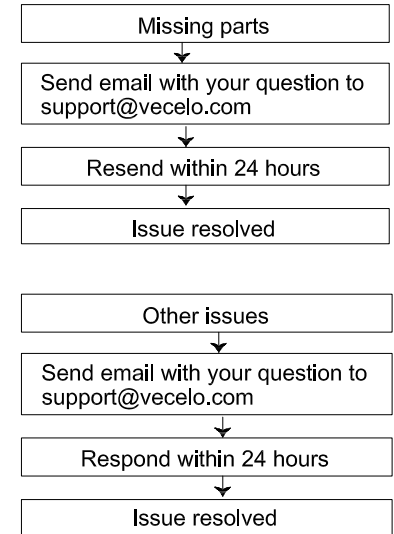 Missing parts
Send email with your question to
support@vecelo.com
Resend within 24 hours
Issue resolved
Other issues
Send email with your question to
support@vecelo.com
Respond within 24 hours
Issue resolved